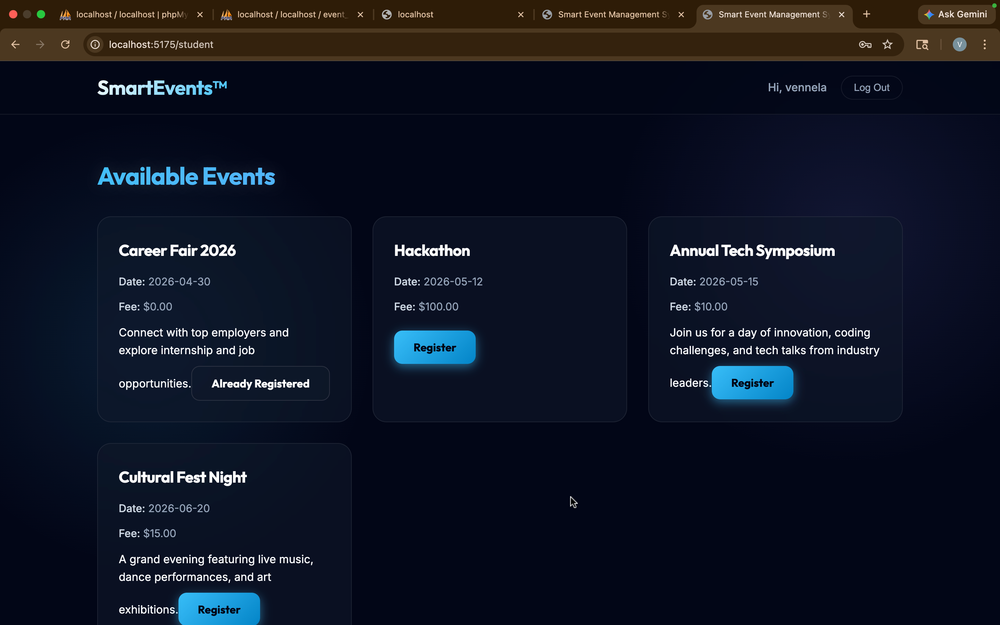 localhost / localhost | phpMy
localhost / localhost / event_
localhost
Smart Event Management Sy
Smart Event Management Sy
Ask Gemini
localhost:5175/student
V
SmartEvents™
Hi, vennela
Log Out
Available Events
Career Fair 2026
Date: 2026-04-30
Fee: $0.00
Connect with top employers and
explore internship and job
opportunities.
Already Registered
Hackathon
Date: 2026-05-12
Fee: $100.00
Register
Annual Tech Symposium
Date: 2026-05-15
Fee: $10.00
Join us for a day of innovation, coding
challenges, and tech talks from industry
leaders.
Register
Cultural Fest Night
Date: 2026-06-20
Fee: $15.00
A grand evening featuring live music,
dance performances, and art
exhibitions.
Register